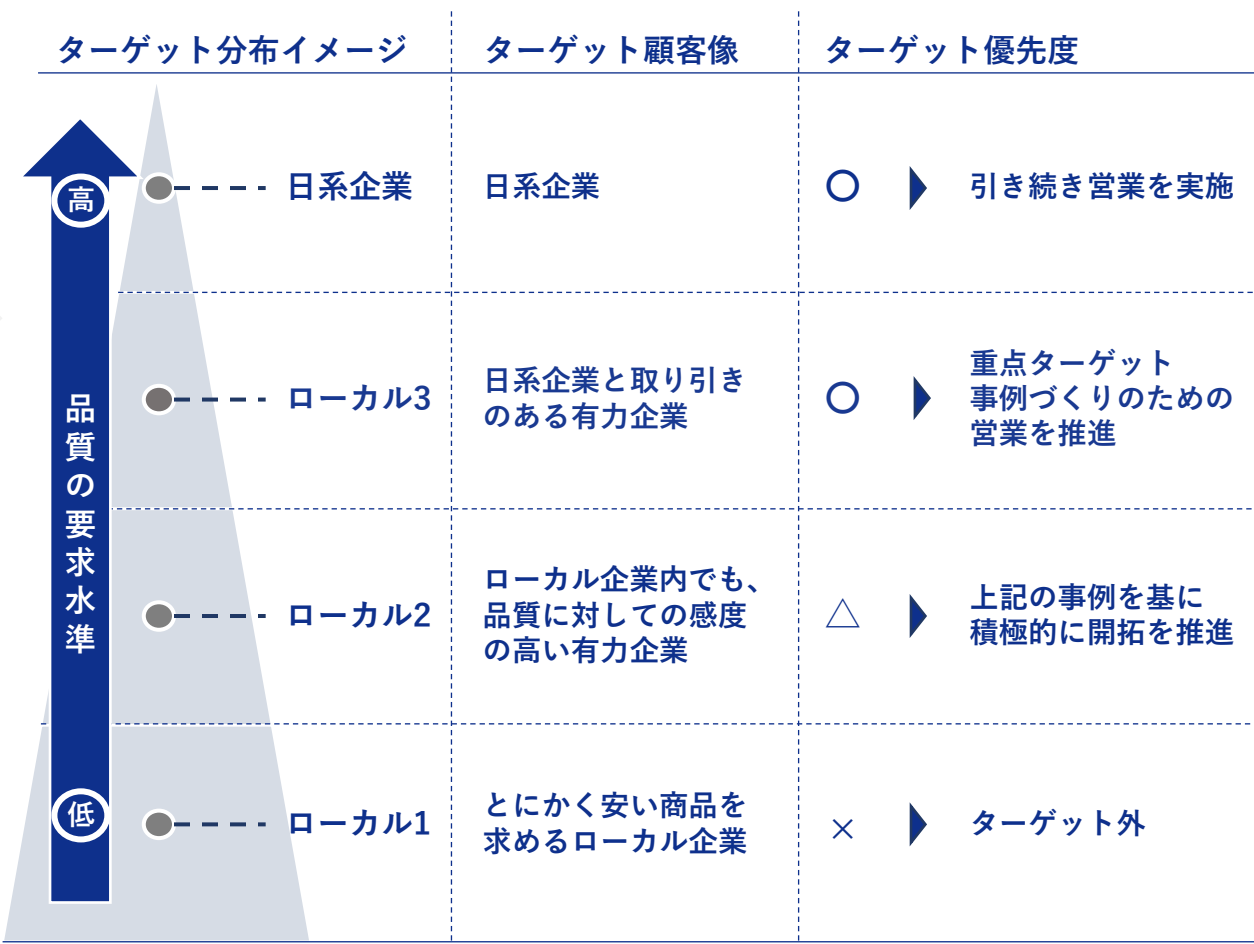 ターゲット分布イメージ
ターゲット顧客像
ターゲット優先度
高
品質の要求水準
低
日系企業
日系企業
○
引き続き営業を実施
ローカル3
日系企業と取り引き
のある有力企業
○
重点ターゲット
事例づくりのための
営業を推進
ローカル2
ローカル企業内でも、
品質に対しての感度
の高い有力企業
△
上記の事例を基に
積極的に開拓を推進
ローカル1
とにかく安い商品を
求めるローカル企業
×
ターゲット外